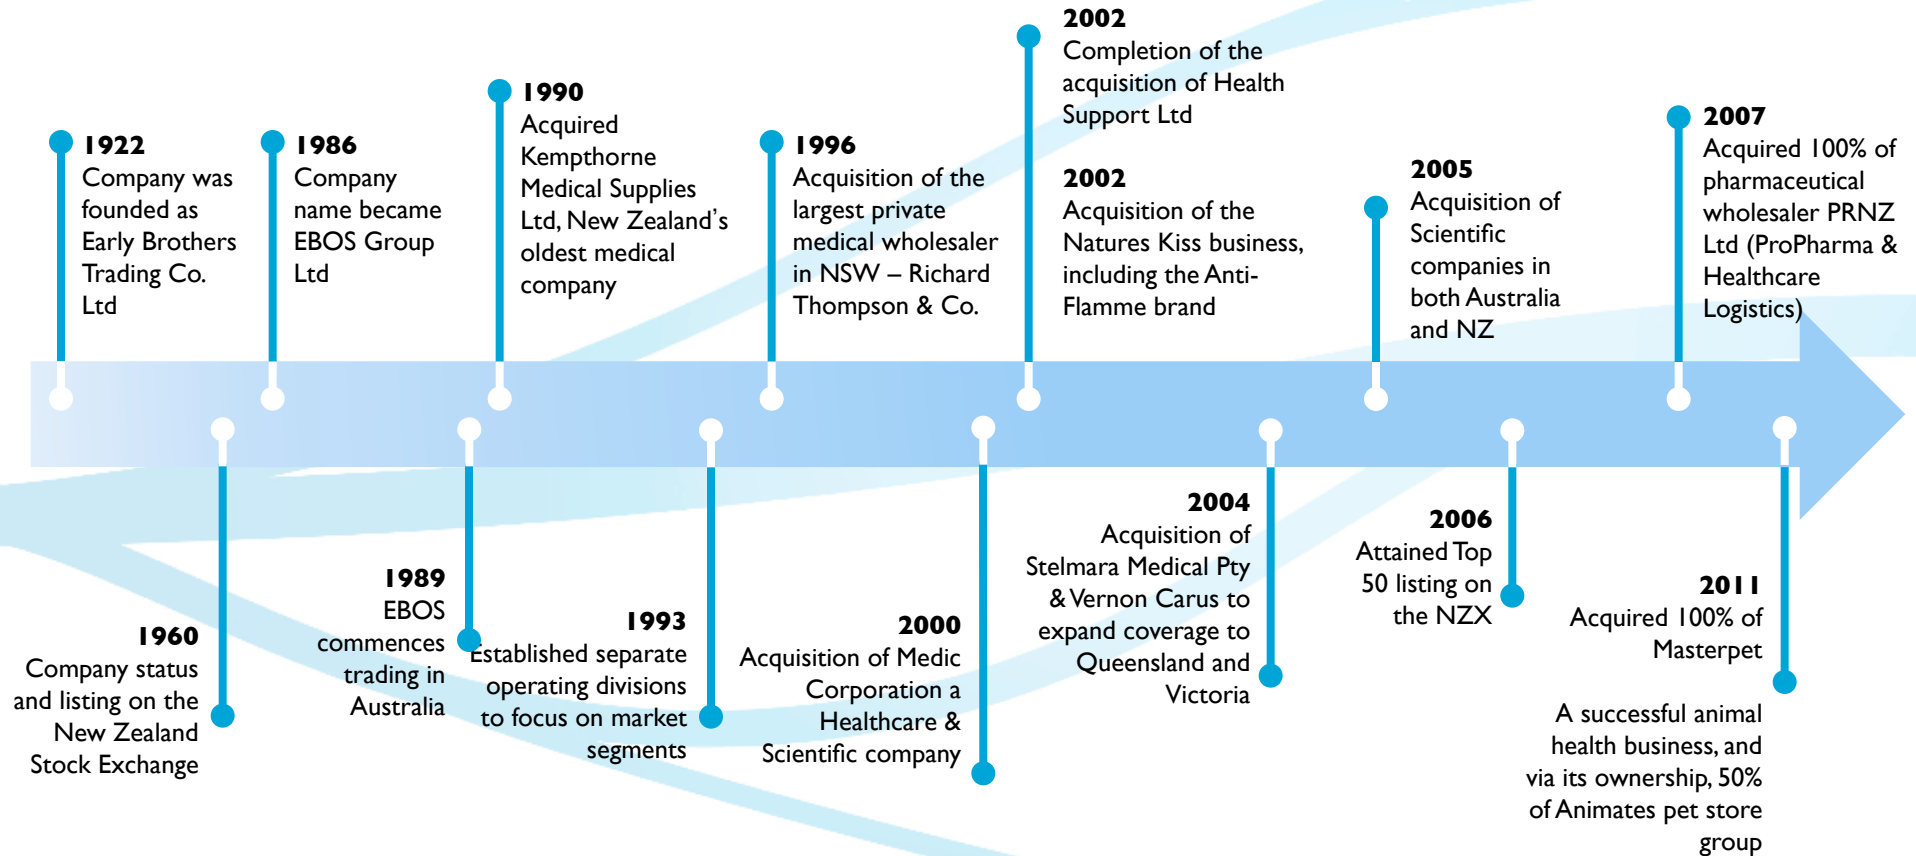 1922
Company was
founded as
Early Brothers
Trading Co.
Ltd
1986
Company
name became
EBOS Group
Ltd
1990
Acquired
Kempthorne
Medical Supplies
Ltd, New Zealand's
oldest medical
company
1996
Acquisition of the
largest private
medical wholesaler
in NSW – Richard
Thompson & Co.
2002
Completion of the
acquisition of Health
Support Ltd
2002
Acquisition of the
Natures Kiss business,
including the Anti-
Flamme brand
2005
Acquisition of
Scientific
companies in
both Australia
and NZ
2007
Acquired 100% of
pharmaceutical
wholesaler PRNZ
Ltd (ProPharma &
Healthcare
Logistics)
1960
Company status
and listing on the
New Zealand
Stock Exchange
1989
EBOS
commences
trading in
Australia
1993
Established separate
operating divisions
to focus on market
segments
2000
Acquisition of Medic
Corporation a
Healthcare &
Scientific company
2004
Acquisition of
Stelmara Medical Pty
& Vernon Carus to
expand coverage to
Queensland and
Victoria
2006
Attained Top
50 listing on
the NZX
2011
Acquired 100% of
Masterpet
A successful animal
health business, and
via its ownership, 50%
of Animates pet store
group